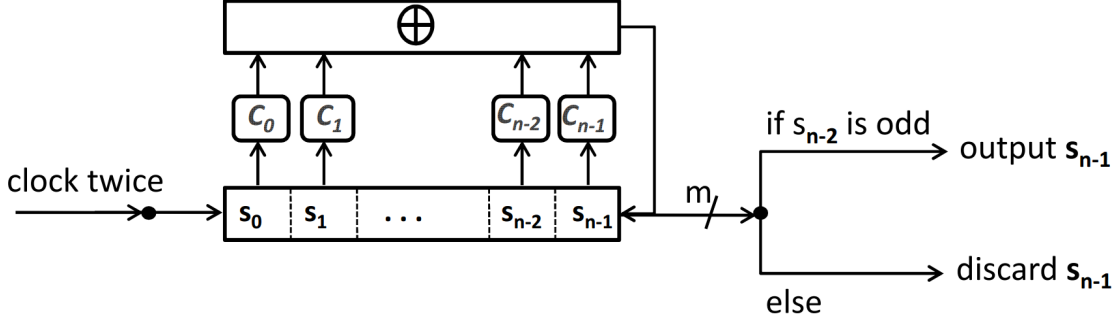 ⊕
C₀ C₁ Cₙ₋₂ Cₙ₋₁
if sₙ₋₂ is odd
output sₙ₋₁
clock twice
s₀ s₁ . . . sₙ₋₂ sₙ₋₁
m
discard sₙ₋₁
else